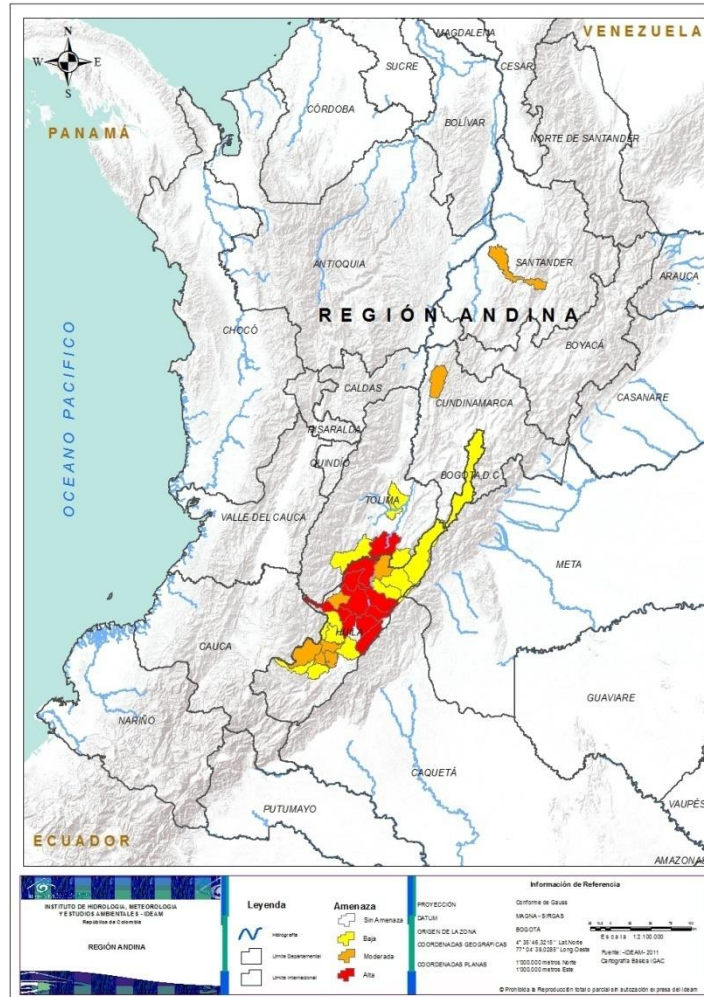 N
W E
S
VENEZUELA
MAGDALENA
CESAR
SUCRE
CÓRDOBA
BOLÍVAR
PANAMÁ
NORTE DE SANTANDER
ANTIOQUIA
SANTANDER
ARAUCA
REGIÓN ANDINA
CHOCÓ
BOYACÁ
OCEANO PACIFICO
CALDAS
CUNDINAMARCA
CASANARE
RISARALDA
QUINDÍO
BOGOTÁ D.C
TOLIMA
VALLE DEL CAUCA
META
HUILA
CAUCA
GUAVIARE
NARIÑO
CAQUETÁ
PUTUMAYO
VAUPÉS
ECUADOR
AMAZONAS
INSTITUTO DE HIDROLOGÍA, METEOROLOGÍA
Y ESTUDIOS AMBIENTALES - IDEAM
República de Colombia
REGIÓN ANDINA
Leyenda
Hidrografía
Límite Departamental
Límite Internacional
Amenaza
Sin Amenaza
Baja
Moderada
Alta
Información de Referencia
PROYECCIÓN Conforme de Gauss
DATUM MAGNA - SIRGAS
ORIGEN DE LA ZONA BOGOTÁ
COORDENADAS GEOGRÁFICAS
COORDENADAS PLANAS 1'000.000 metros Norte
1'000.000 metros Este
Escala 1:2.100.000
Fuente: -IDEAM- 2011
Cartografía Básica IGAC
© Prohibida la Reproducción total o parcial sin autorización expresa del Ideam